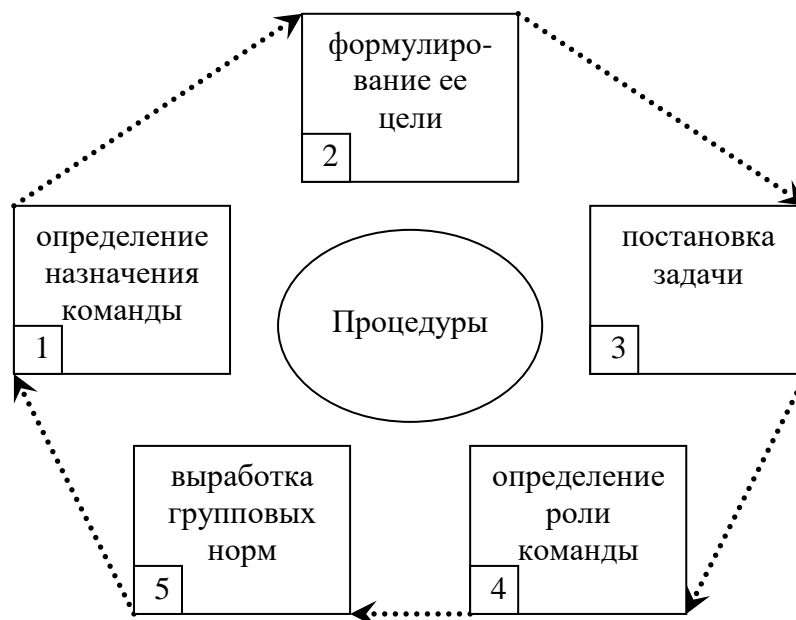 формулиро-
вание ее
цели
2
определение
назначения
команды
1
постановка
задачи
3
Процедуры
выработка
групповых
норм
5
определение
роли
команды
4